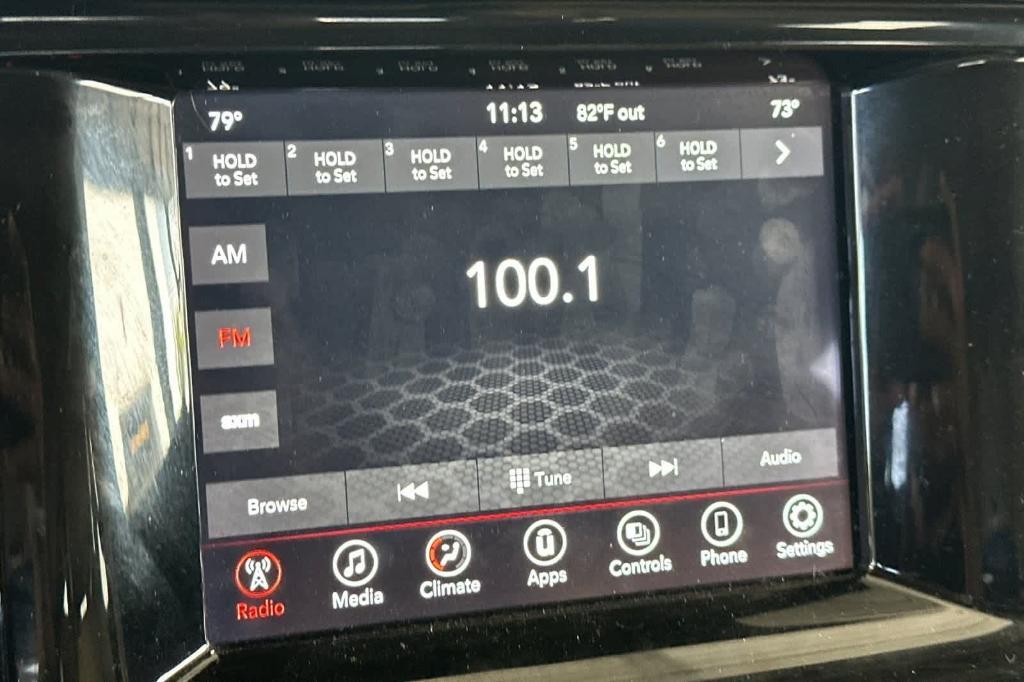 79° 11:13 82°F out 73°
1 HOLD to Set 2 HOLD to Set 3 HOLD to Set 4 HOLD to Set 5 HOLD to Set 6 HOLD to Set
AM
100.1
FM
sxm
Browse Tune Audio
Radio Media Climate Apps Controls Phone Settings